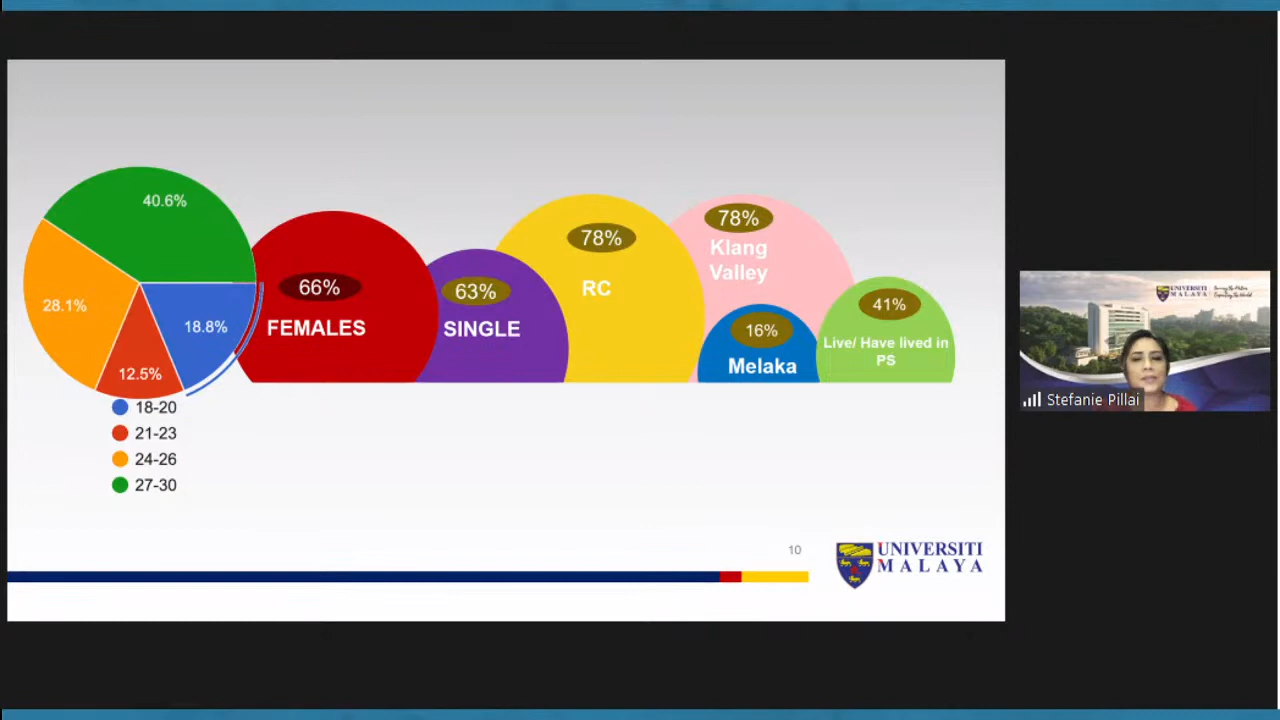 40.6%
28.1%
18.8%
12.5%
18-20
21-23
24-26
27-30
66%
FEMALES
63%
SINGLE
78%
RC
78%
Klang
Valley
16%
Melaka
41%
Live/ Have lived in
PS
10
UNIVERSITI
MALAYA
UNIVERSITI
MALAYA
Stefanie Pillai